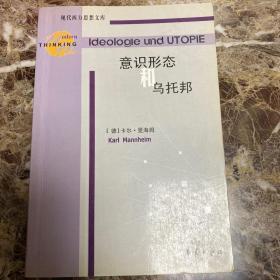 现代西方思想文库
modern
THINKING
Ideologie und UTOPIE
意识形态
和
乌托邦
[德]卡尔·曼海姆
Karl Mannheim